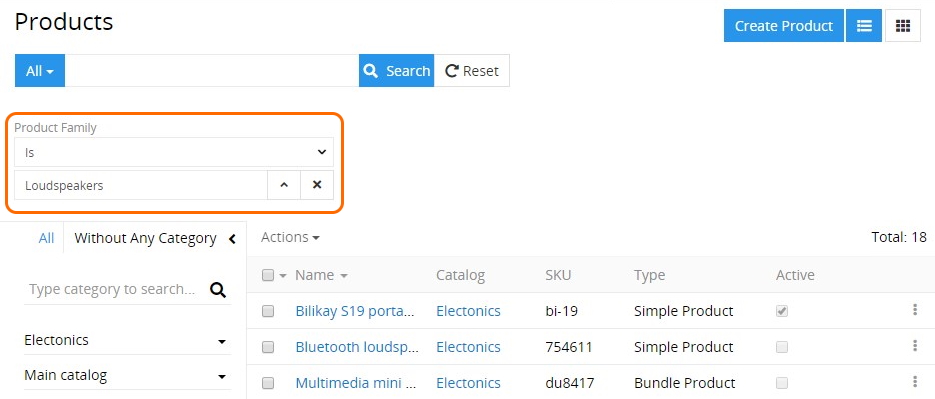 Products
Create Product
All
Search
Reset
Product Family
Is
Loudspeakers
All
Without Any Category
Actions
Total: 18
Type category to search...
Name
Catalog
SKU
Type
Active
Bilikay S19 porta...
Electonics
bi-19
Simple Product
Electonics
Bluetooth loudsp...
Electonics
754611
Simple Product
Main catalog
Multimedia mini ...
Electonics
du8417
Bundle Product